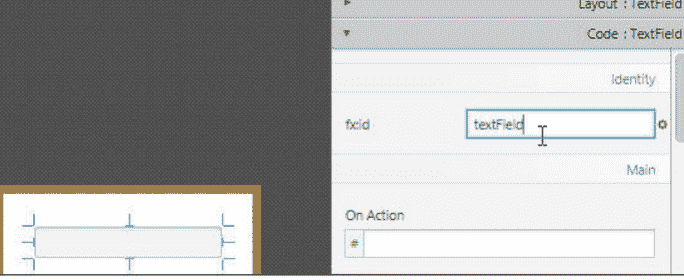 Layout : TextField
Code : TextField
Identity
fx:id
textField
Main
On Action
#